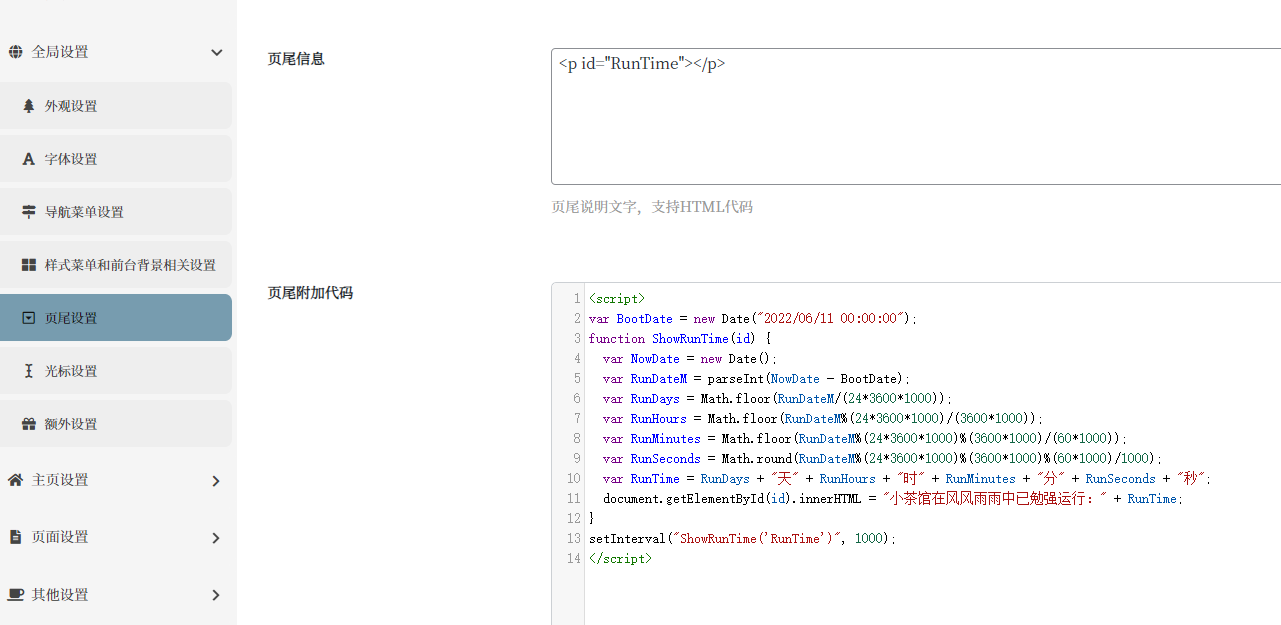 全局设置
外观设置
字体设置
导航菜单设置
样式菜单和前台背景相关设置
页尾设置
光标设置
额外设置
主页设置
页面设置
其他设置
页尾信息
<p id="RunTime"></p>
页尾说明文字，支持HTML代码
页尾附加代码
1 <script>
2 var BootDate = new Date("2022/06/11 00:00:00");
3 function ShowRunTime(id) {
4   var NowDate = new Date();
5   var RunDateM = parseInt(NowDate - BootDate);
6   var RunDays = Math.floor(RunDateM/(24*3600*1000));
7   var RunHours = Math.floor(RunDateM%(24*3600*1000)/(3600*1000));
8   var RunMinutes = Math.floor(RunDateM%(24*3600*1000)%(3600*1000)/(60*1000));
9   var RunSeconds = Math.round(RunDateM%(24*3600*1000)%(3600*1000)%(60*1000)/1000);
10   var RunTime = RunDays + "天" + RunHours + "时" + RunMinutes + "分" + RunSeconds + "秒";
11   document.getElementById(id).innerHTML = "小茶馆在风风雨雨中已勉强运行：" + RunTime;
12 }
13 setInterval("ShowRunTime('RunTime')", 1000);
14 </script>